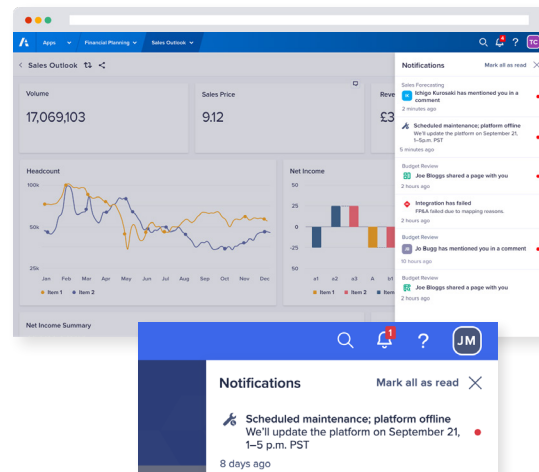 Apps
Financial Planning
Sales Outlook
4
?
TC
Sales Outlook
Volume
17,069,103
Sales Price
9.12
Reve
£3
Headcount
100k
50k
25k
Jan Feb Mar Apr May Jun Jul Aug Sep Oct Nov Dec
Item 1 Item 2
Net Income
50
25
0
-25
50
a1 a2 a3 A b1
Item 1 Item 2 Item
Net Income Summary
Notifications
Mark all as read
Sales Forecasting
Ichigo Kurosaki has mentioned you in a
comment
2 minutes ago
Scheduled maintenance; platform offline
We'll update the platform on September 21,
1–5p.m. PST
5 minutes ago
Budget Review
Joe Bloggs shared a page with you
2 hours ago
Integration has failed
FP&A failed due to mapping reasons.
2 hours ago
Budget Review
Jo Bugg has mentioned you in a comment
10 hours ago
Budget Review
Joe Bloggs shared a page with you
2 hours ago
1
?
JM
Notifications
Mark all as read
Scheduled maintenance; platform offline
We'll update the platform on September 21,
1–5 p.m. PST
8 days ago